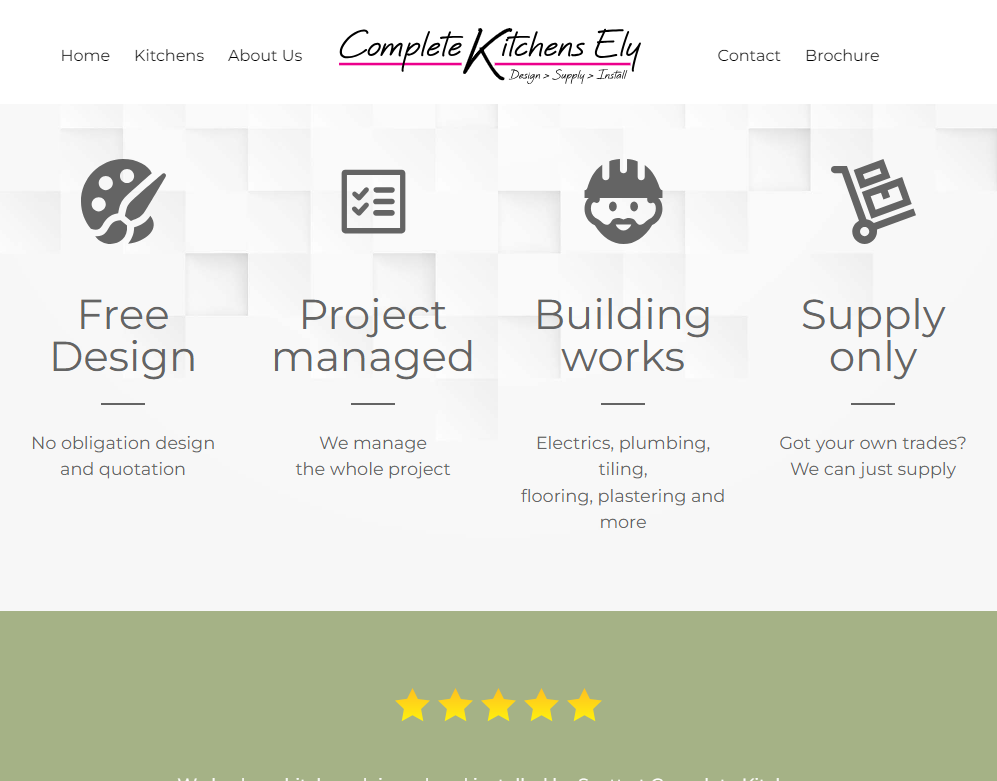 Home Kitchens About Us
Complete Kitchens Ely
Design > Supply > Install
Contact Brochure
Free
Design
No obligation design
and quotation
Project
managed
We manage
the whole project
Building
works
Electrics, plumbing,
tiling,
flooring, plastering and
more
Supply
only
Got your own trades?
We can just supply